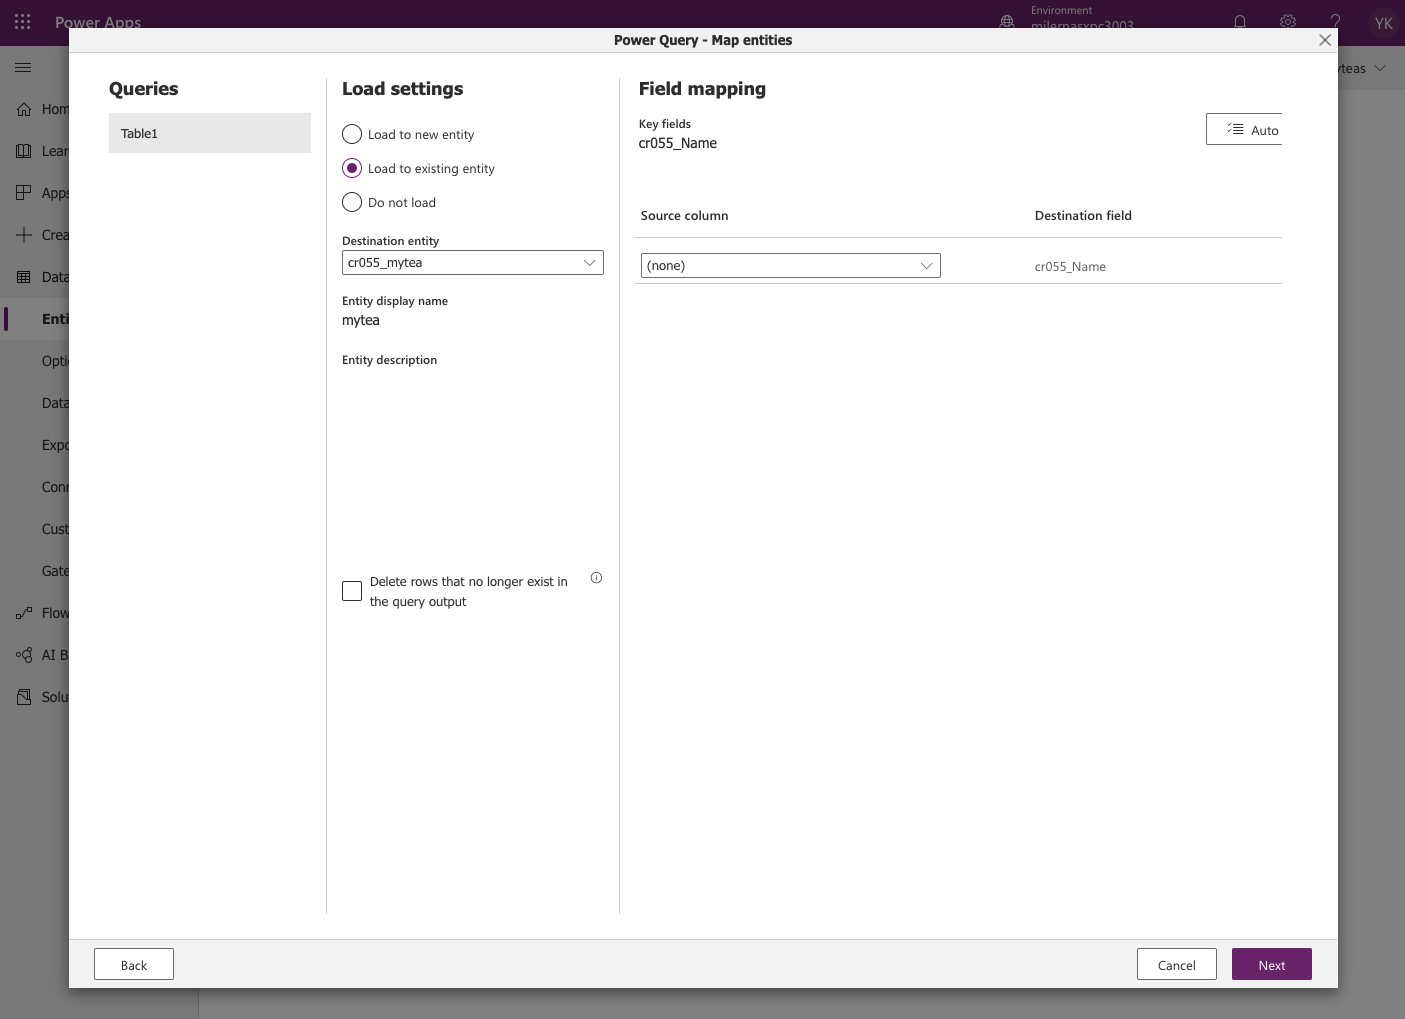 Power Apps
Environment
milernasxpc3003
YK
Power Query - Map entities
Queries
Table1
Load settings
Load to new entity
Load to existing entity
Do not load
Destination entity
cr055_mytea
Entity display name
mytea
Entity description
Delete rows that no longer exist in
the query output
Field mapping
Key fields
cr055_Name
Auto
Source column
Destination field
(none)
cr055_Name
Back
Cancel
Next
Hom
Lear
Apps
Crea
Data
Enti
Optio
Data
Expo
Conn
Cust
Gate
Flow
AI B
Solu
yteas